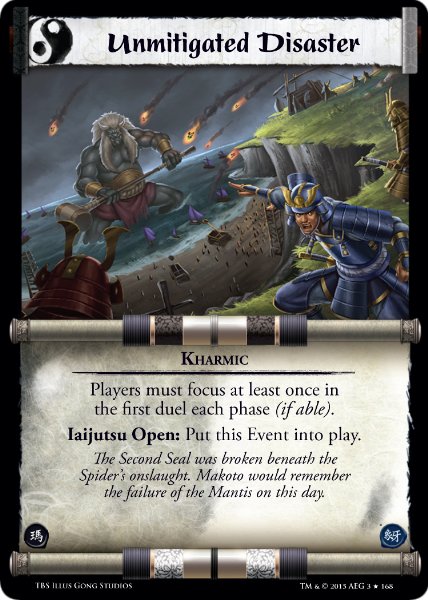 Unmitigated Disaster
Kharmic
Players must focus at least once in
the first duel each phase (if able).
Iaijutsu Open: Put this Event into play.
The Second Seal was broken beneath the
Spider's onslaught. Makoto would remember
the failure of the Mantis on this day.
TBS Illus Gong Studios
TM & © 2015 AEG 3 ★ 168